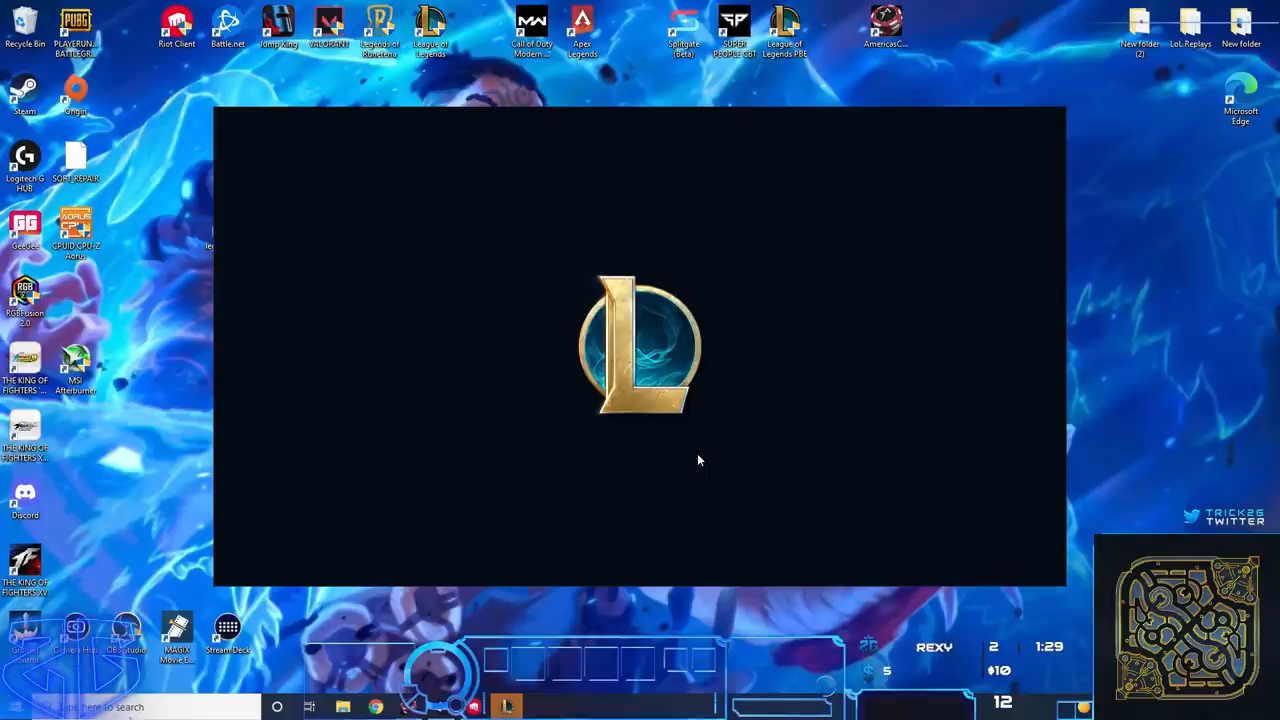 Recycle Bin
PLAYERUN...
BATTLEGR...
Riot Client
Battle.net
Jump King
VALORANT
Legends of
Runeterra
League of
Legends
Call of Duty
Modern ...
Apex
Legends
Splitgate
(Beta)
SUPER
PEOPLE CBT
League of
Legends PBE
AmericasC...
New folder
(2)
LoL Replays
New folder
Steam
Origin
Microsoft
Edge
Logitech G
HUB
SOFT_REPAIR
GeeGee
CPUID CPU-Z
Aorus
RGBFusion
2.0
THE KING OF
FIGHTERS '...
MSI
Afterburner
THE KING OF
FIGHTERS X...
Discord
TRICK2G
TWITTER
THE KING OF
FIGHTERS XV
OBS Studio
MAGIX
Movie E...
Stream Deck
REXY 2 1:29
$ 5 $10
12
here to search